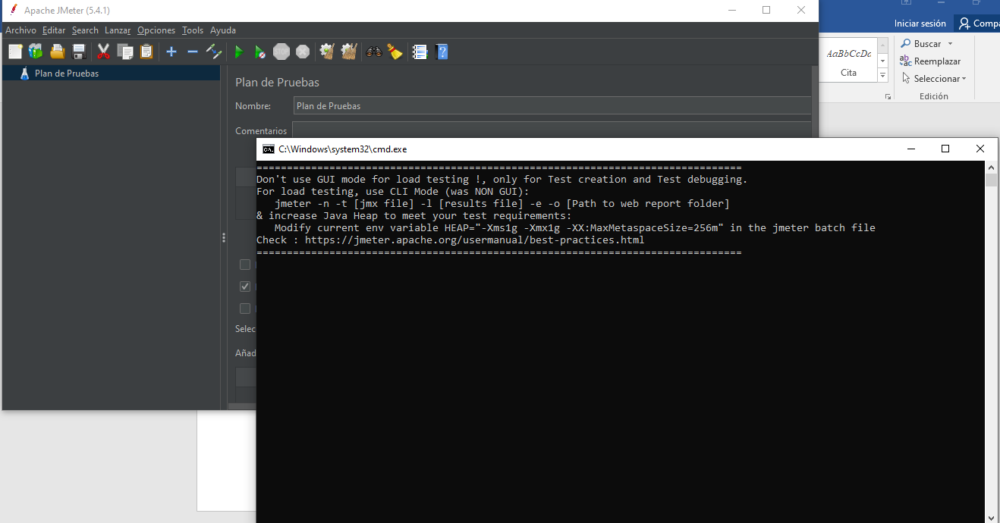 Apache JMeter (5.4.1)
Archivo Editar Search Lanzar Opciones Tools Ayuda
STOP
Plan de Pruebas
Plan de Pruebas
Nombre: Plan de Pruebas
Comentarios
Selec
Añad
Iniciar sesión Compa
AaBbCcDc
Cita
Buscar
Reemplazar
Seleccionar
Edición
C:\Windows\system32\cmd.exe
================================================================================
Don't use GUI mode for load testing !, only for Test creation and Test debugging.
For load testing, use CLI Mode (was NON GUI):
jmeter -n -t [jmx file] -l [results file] -e -o [Path to web report folder]
& increase Java Heap to meet your test requirements:
Modify current env variable HEAP="-Xms1g -Xmx1g -XX:MaxMetaspaceSize=256m" in the jmeter batch file
Check : https://jmeter.apache.org/usermanual/best-practices.html
================================================================================